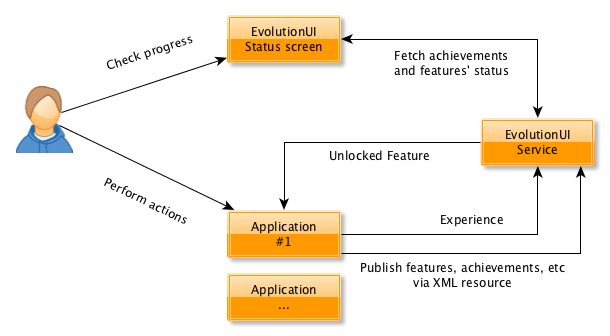 EvolutionUI
Status screen
Check progress
Fetch achievements
and features' status
EvolutionUI
Service
Unlocked Feature
Perform actions
Experience
Application
#1
Publish features, achievements, etc
via XML resource
Application
...